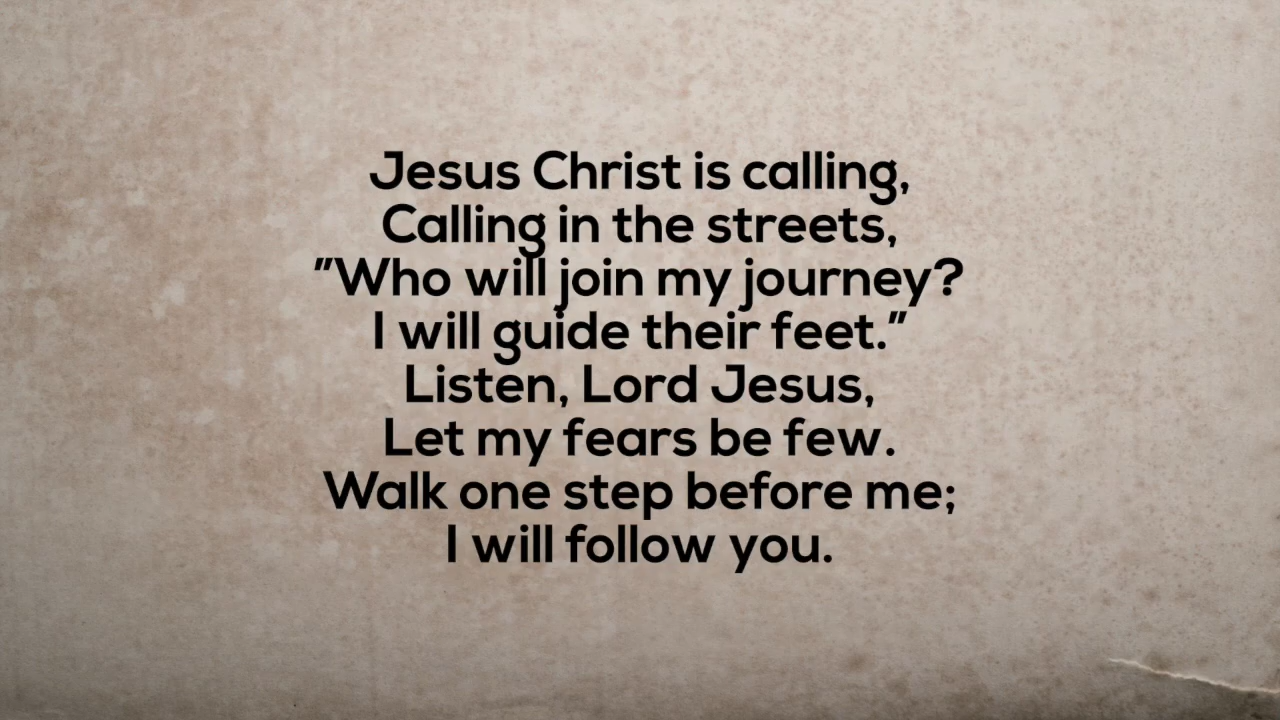 Jesus Christ is calling,
Calling in the streets,
"Who will join my journey?
I will guide their feet."
Listen, Lord Jesus,
Let my fears be few.
Walk one step before me;
I will follow you.